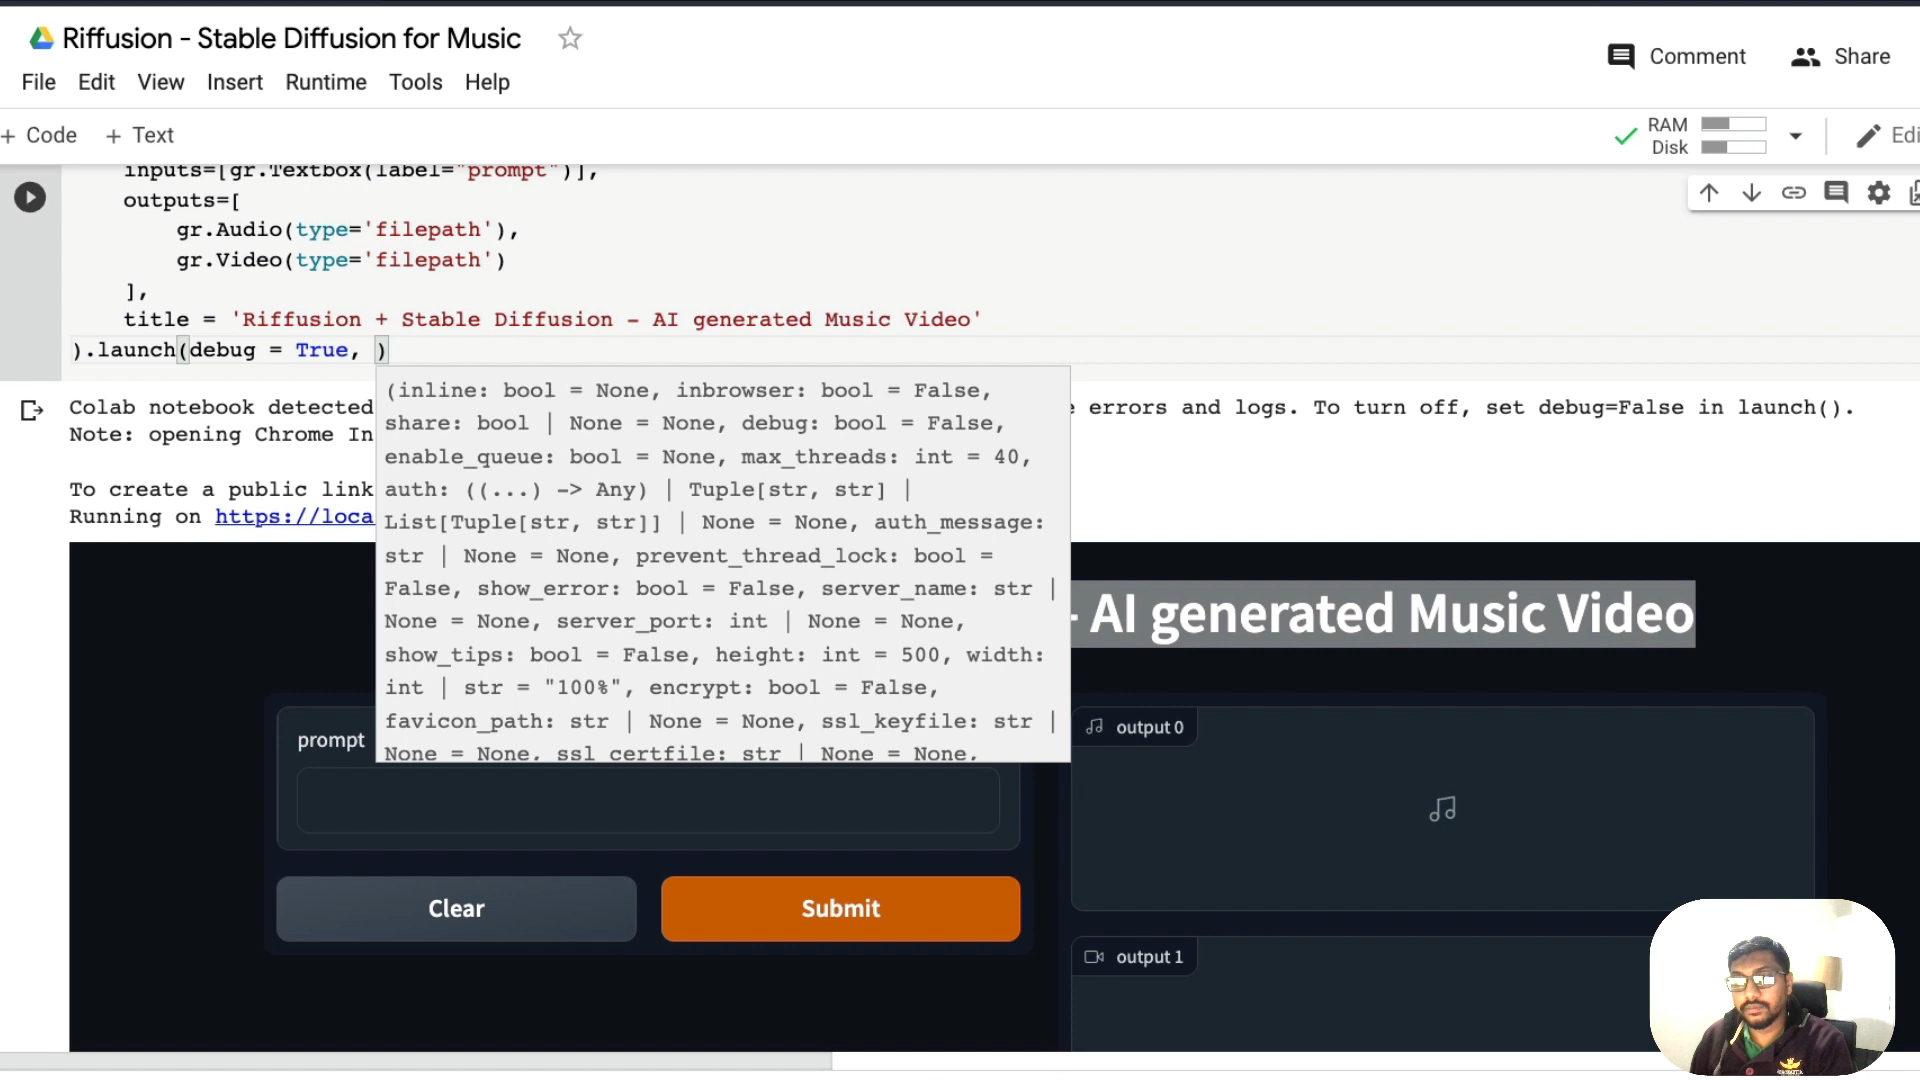 Riffusion - Stable Diffusion for Music
Comment
Share
File Edit View Insert Runtime Tools Help
+ Code + Text
RAM
Disk
Edi
inputs=[gr.Textbox(label="prompt")],
outputs=[
gr.Audio(type='filepath'),
gr.Video(type='filepath')
],
title = 'Riffusion + Stable Diffusion - AI generated Music Video'
).launch(debug = True, )
(inline: bool = None, inbrowser: bool = False,
share: bool | None = None, debug: bool = False,
enable_queue: bool = None, max_threads: int = 40,
auth: ((...) -> Any) | Tuple[str, str] |
List[Tuple[str, str]] | None = None, auth_message:
str | None = None, prevent_thread_lock: bool =
False, show_error: bool = False, server_name: str |
None = None, server_port: int | None = None,
show_tips: bool = False, height: int = 500, width:
int | str = "100%", encrypt: bool = False,
favicon_path: str | None = None, ssl_keyfile: str |
None = None, ssl_certfile: str | None = None,
Colab notebook detected
e errors and logs. To turn off, set debug=False in launch().
Note: opening Chrome In
To create a public link
Running on https://loca
- AI generated Music Video
prompt
Clear
Submit
output 0
output 1